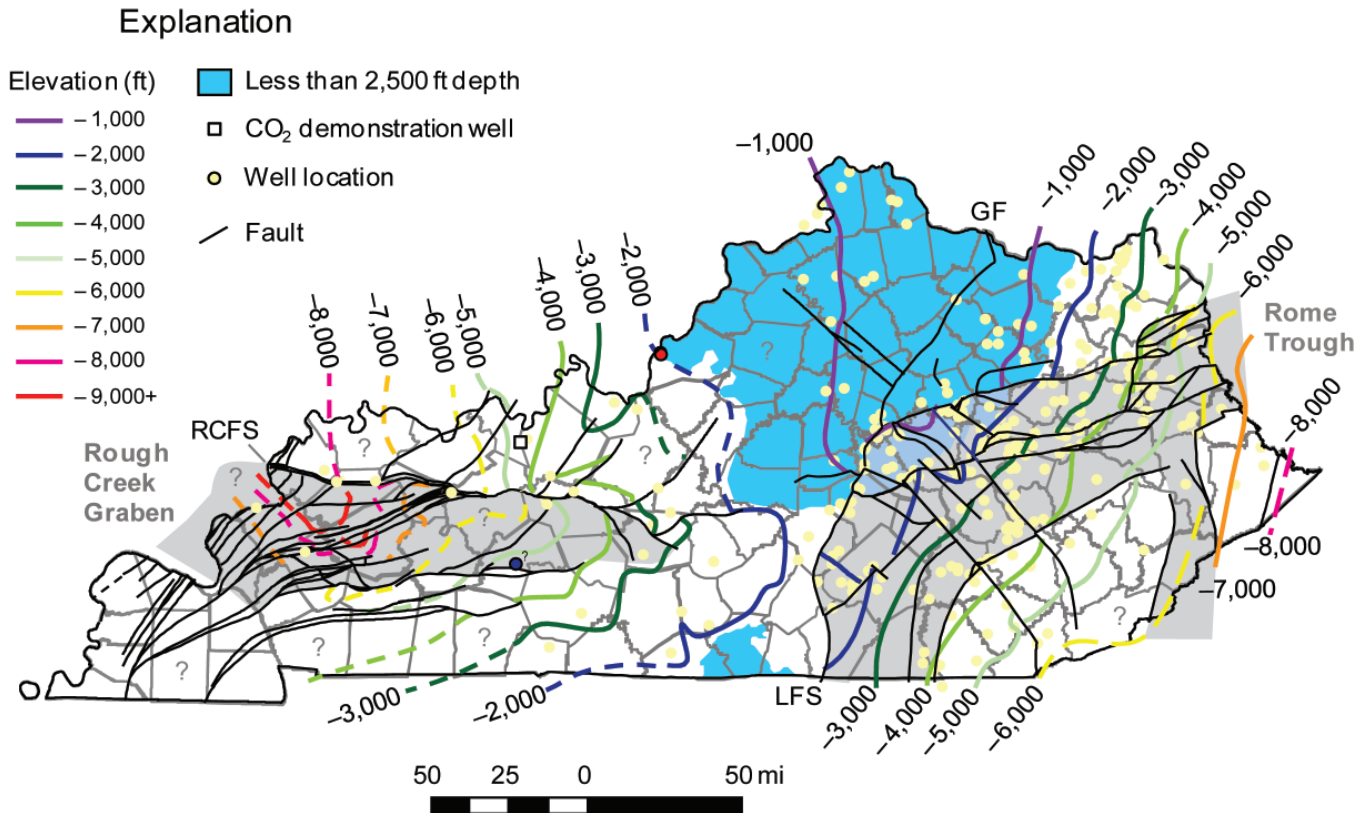 Explanation
Elevation (ft)
–1,000
–2,000
–3,000
–4,000
–5,000
–6,000
–7,000
–8,000
–9,000+
Less than 2,500 ft depth
CO₂ demonstration well
Well location
Fault
–8,000
–7,000
–6,000
–5,000
–4,000
–3,000
–2,000
–1,000
GF
–1,000
–2,000
–3,000
–4,000
–5,000
–6,000
Rome
Trough
–8,000
–8,000
–7,000
RCFS
Rough
Creek
Graben
?
?
?
?
?
?
?
?
?
?
–3,000
–2,000
LFS
–3,000
–4,000
–5,000
–6,000
50 25 0 50 mi